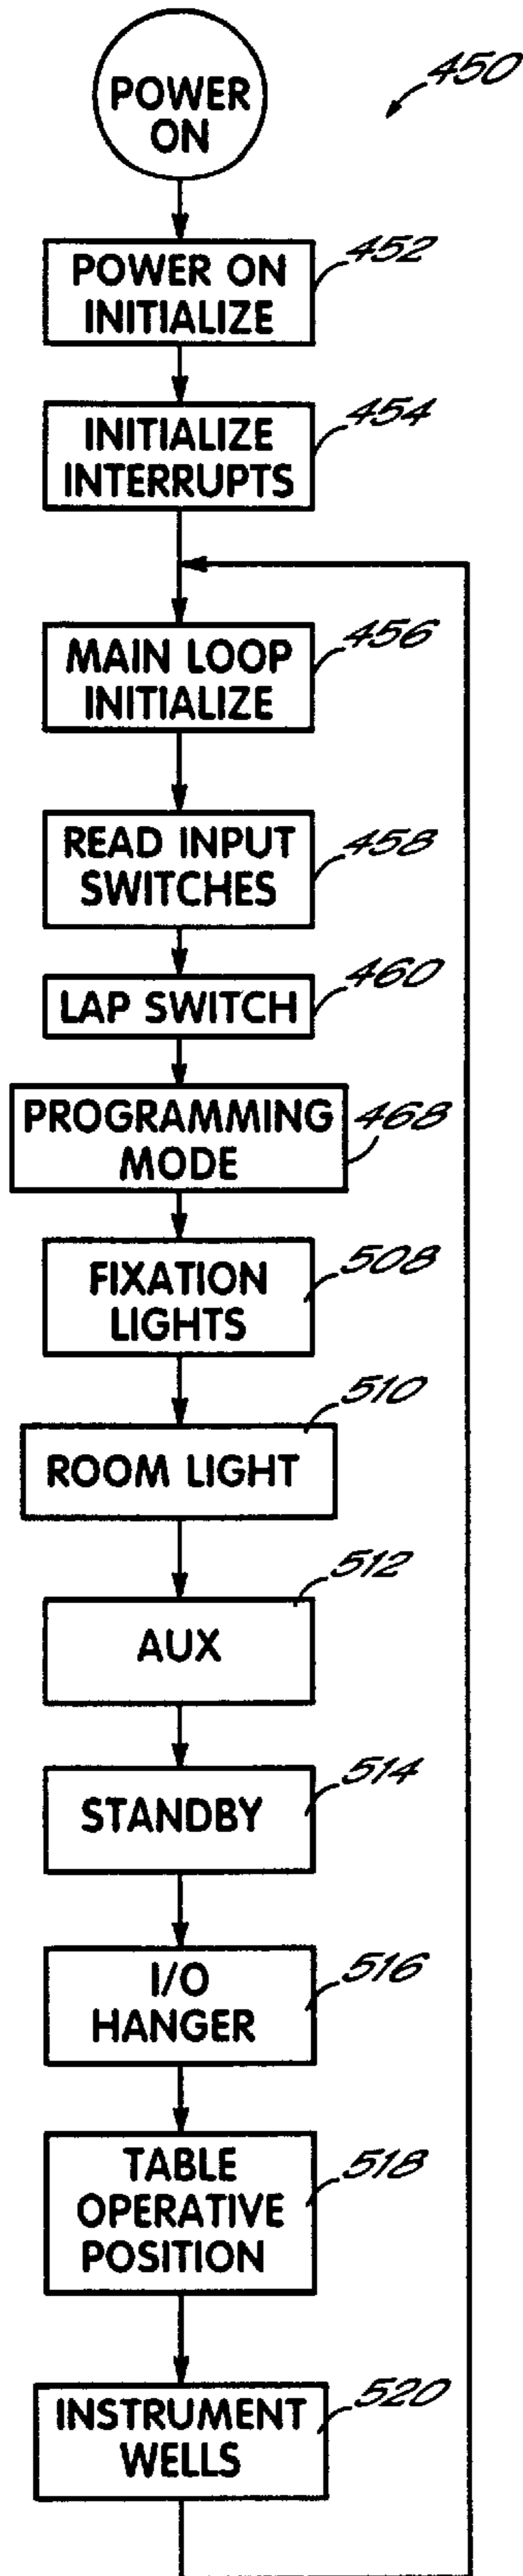 POWER
ON
450
POWER ON
INITIALIZE
452
INITIALIZE
INTERRUPTS
454
MAIN LOOP
INITIALIZE
456
READ INPUT
SWITCHES
458
LAP SWITCH
460
PROGRAMMING
MODE
468
FIXATION
LIGHTS
508
ROOM LIGHT
510
AUX
512
STANDBY
514
I/O
HANGER
516
TABLE
OPERATIVE
POSITION
518
INSTRUMENT
WELLS
520